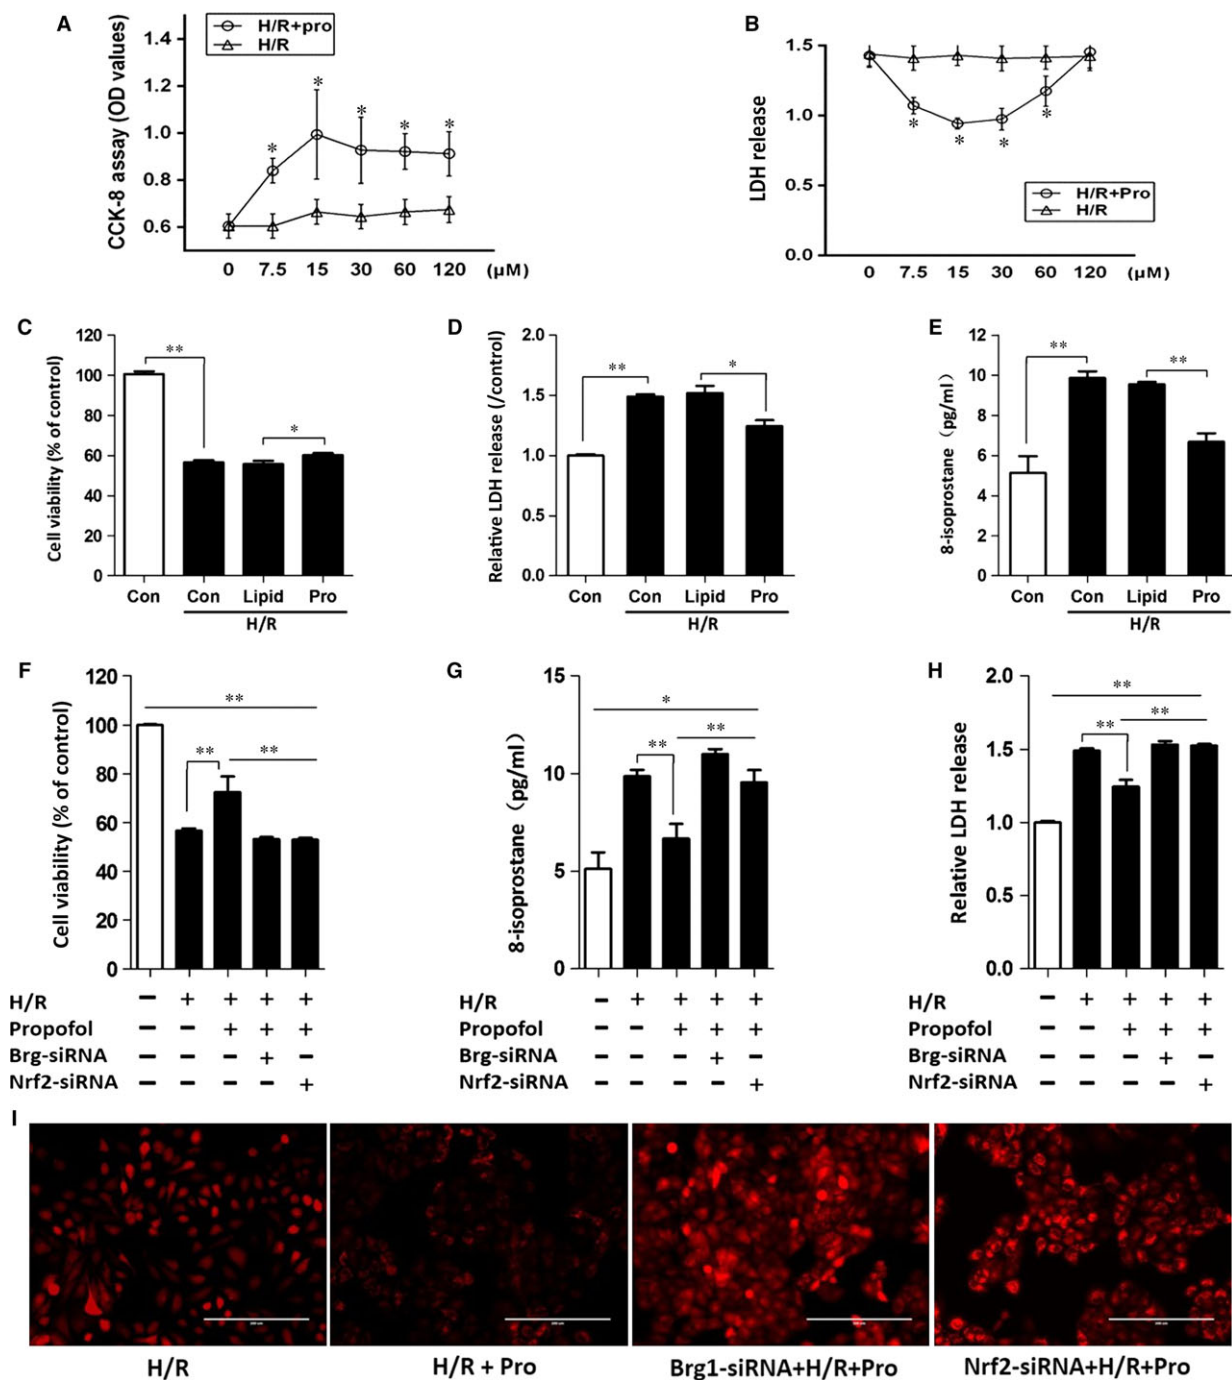 A
H/R+pro
H/R
CCK-8 assay (OD values)
1.4
1.2
1.0
0.8
0.6
* * * * *
0 7.5 15 30 60 120 (μM)
B
LDH release
1.5
1.0
0.5
0.0
* * * *
H/R+Pro
H/R
0 7.5 15 30 60 120 (μM)
C
Cell viability (% of control)
120
100
80
60
40
20
0
**
*
Con Con Lipid Pro
H/R
D
Relative LDH release (/control)
2.0
1.5
1.0
0.5
0.0
**
*
Con Con Lipid Pro
H/R
E
8-isoprostane (pg/ml)
12
10
8
6
4
2
0
**
**
Con Con Lipid Pro
H/R
F
Cell viability (% of control)
120
100
80
60
40
20
0
**
**
**
H/R − + + + +
Propofol − − + + +
Brg-siRNA − − − + −
Nrf2-siRNA − − − − +
G
8-isoprostane (pg/ml)
15
10
5
0
*
**
**
H/R − + + + +
Propofol − − + + +
Brg-siRNA − − − + −
Nrf2-siRNA − − − − +
H
Relative LDH release
2.0
1.5
1.0
0.5
0.0
**
**
**
H/R − + + + +
Propofol − − + + +
Brg-siRNA − − − + −
Nrf2-siRNA − − − − +
I
H/R
H/R + Pro
Brg1-siRNA+H/R+Pro
Nrf2-siRNA+H/R+Pro